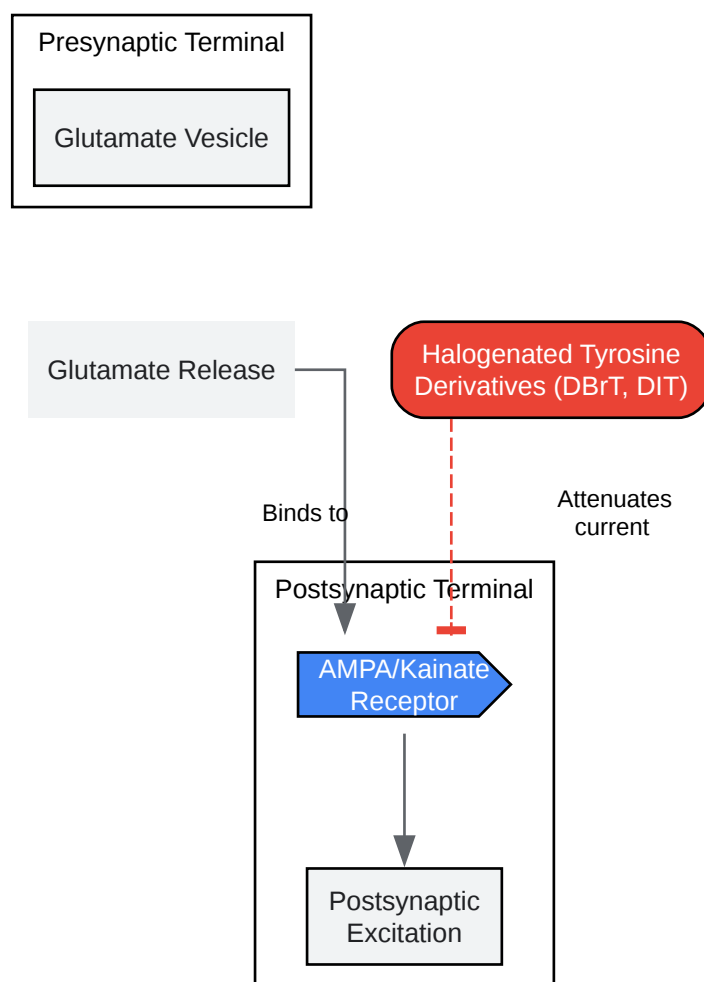 Presynaptic Terminal
Glutamate Vesicle
Glutamate Release
Halogenated Tyrosine
Derivatives (DBrT, DIT)
Binds to
Attenuates
current
Postsynaptic Terminal
AMPA/Kainate
Receptor
Postsynaptic
Excitation